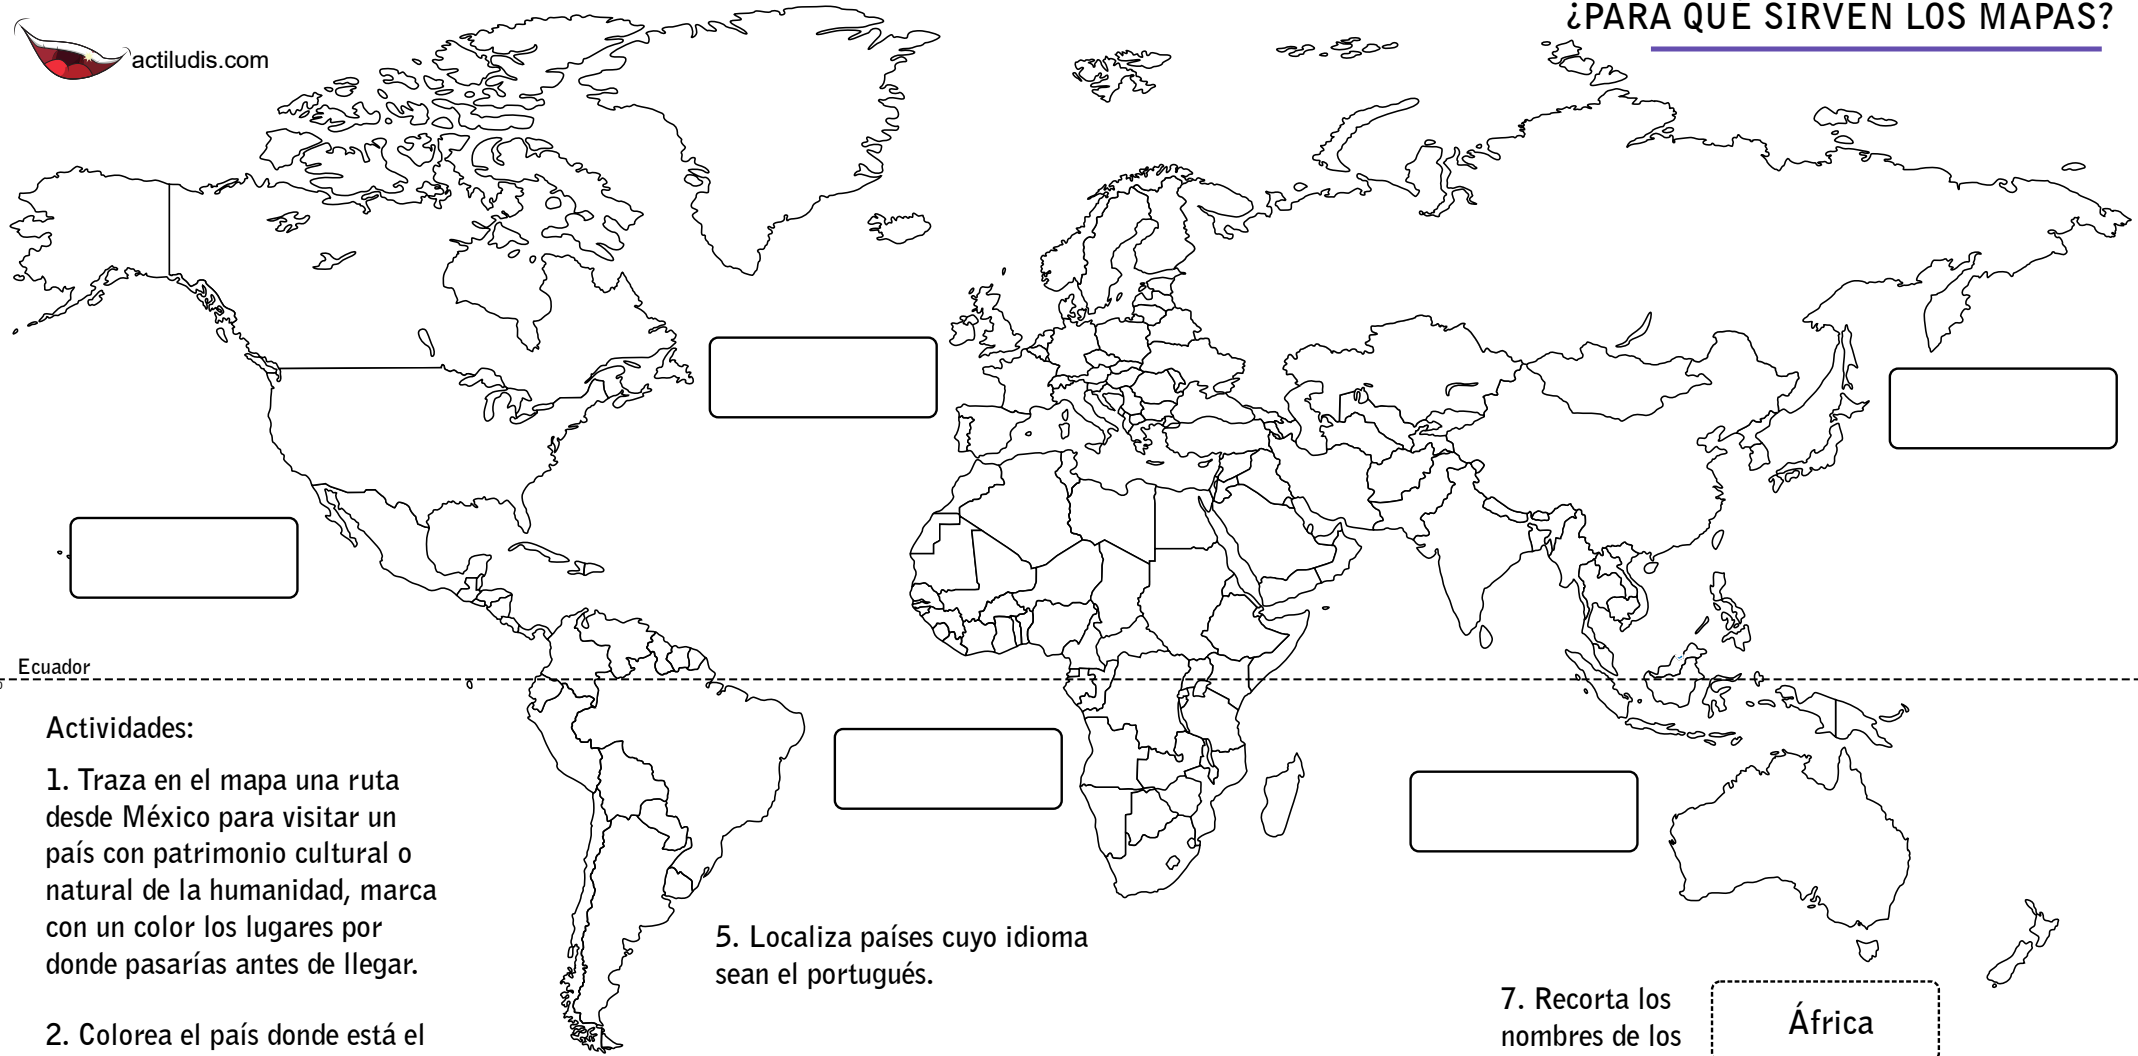 ¿PARA QUÉ SIRVEN LOS MAPAS?
actiludis.com
Ecuador
Actividades:
1. Traza en el mapa una ruta
desde México para visitar un
país con patrimonio cultural o
natural de la humanidad, marca
con un color los lugares por
donde pasarías antes de llegar.
2. Colorea el país donde está el
5. Localiza países cuyo idioma
sean el portugués.
7. Recorta los
nombres de los
África